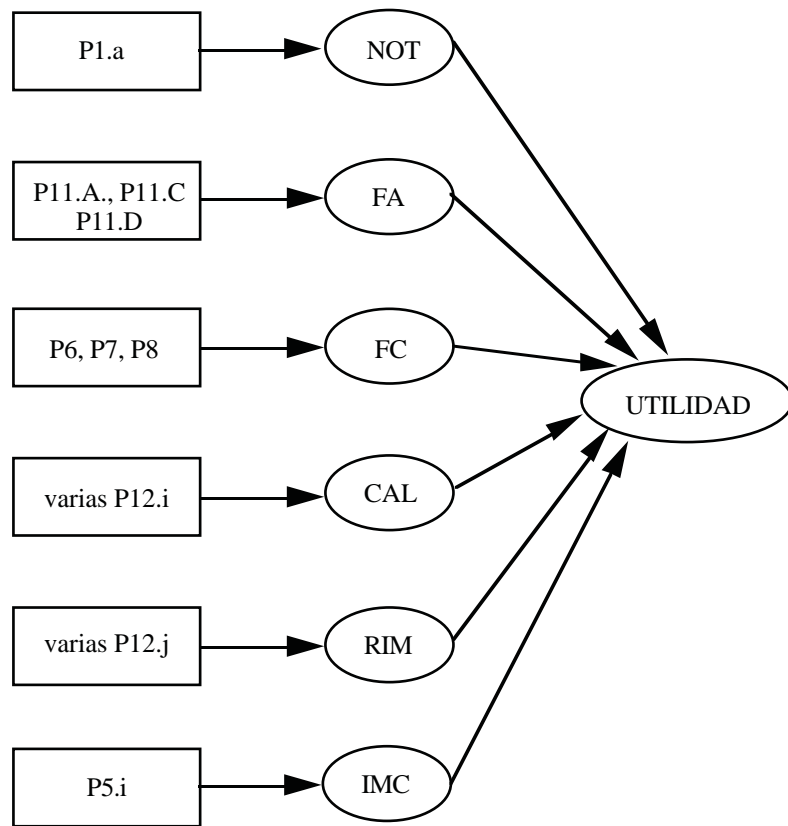 P1.a
NOT
P11.A., P11.C
P11.D
FA
P6, P7, P8
FC
UTILIDAD
varias P12.i
CAL
varias P12.j
RIM
P5.i
IMC